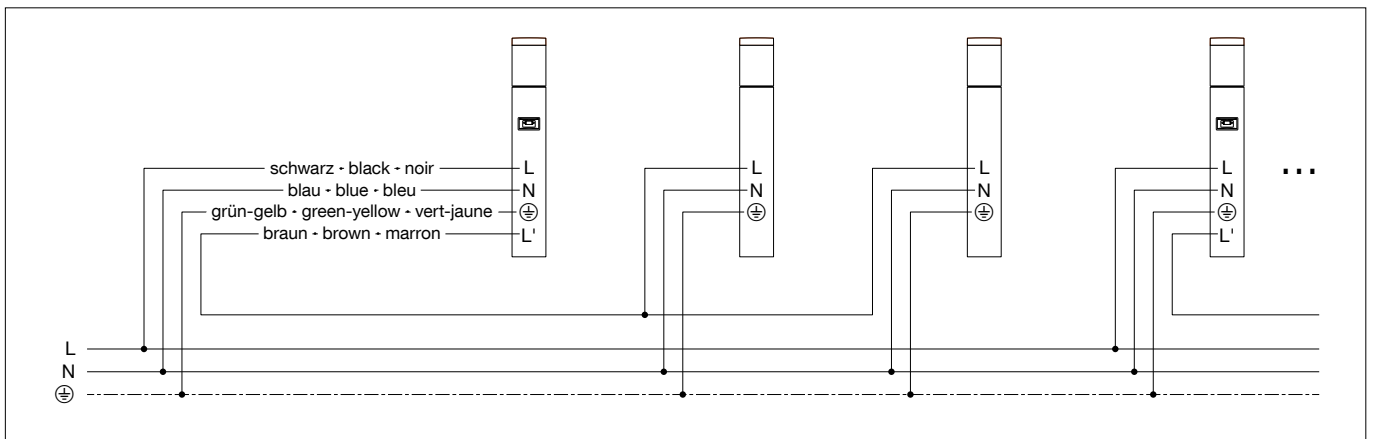 schwarz - black - noir L L L L ...
blau - blue - bleu N N N N
grün-gelb - green-yellow - vert-jaune
braun - brown - marron L' L'
L
N